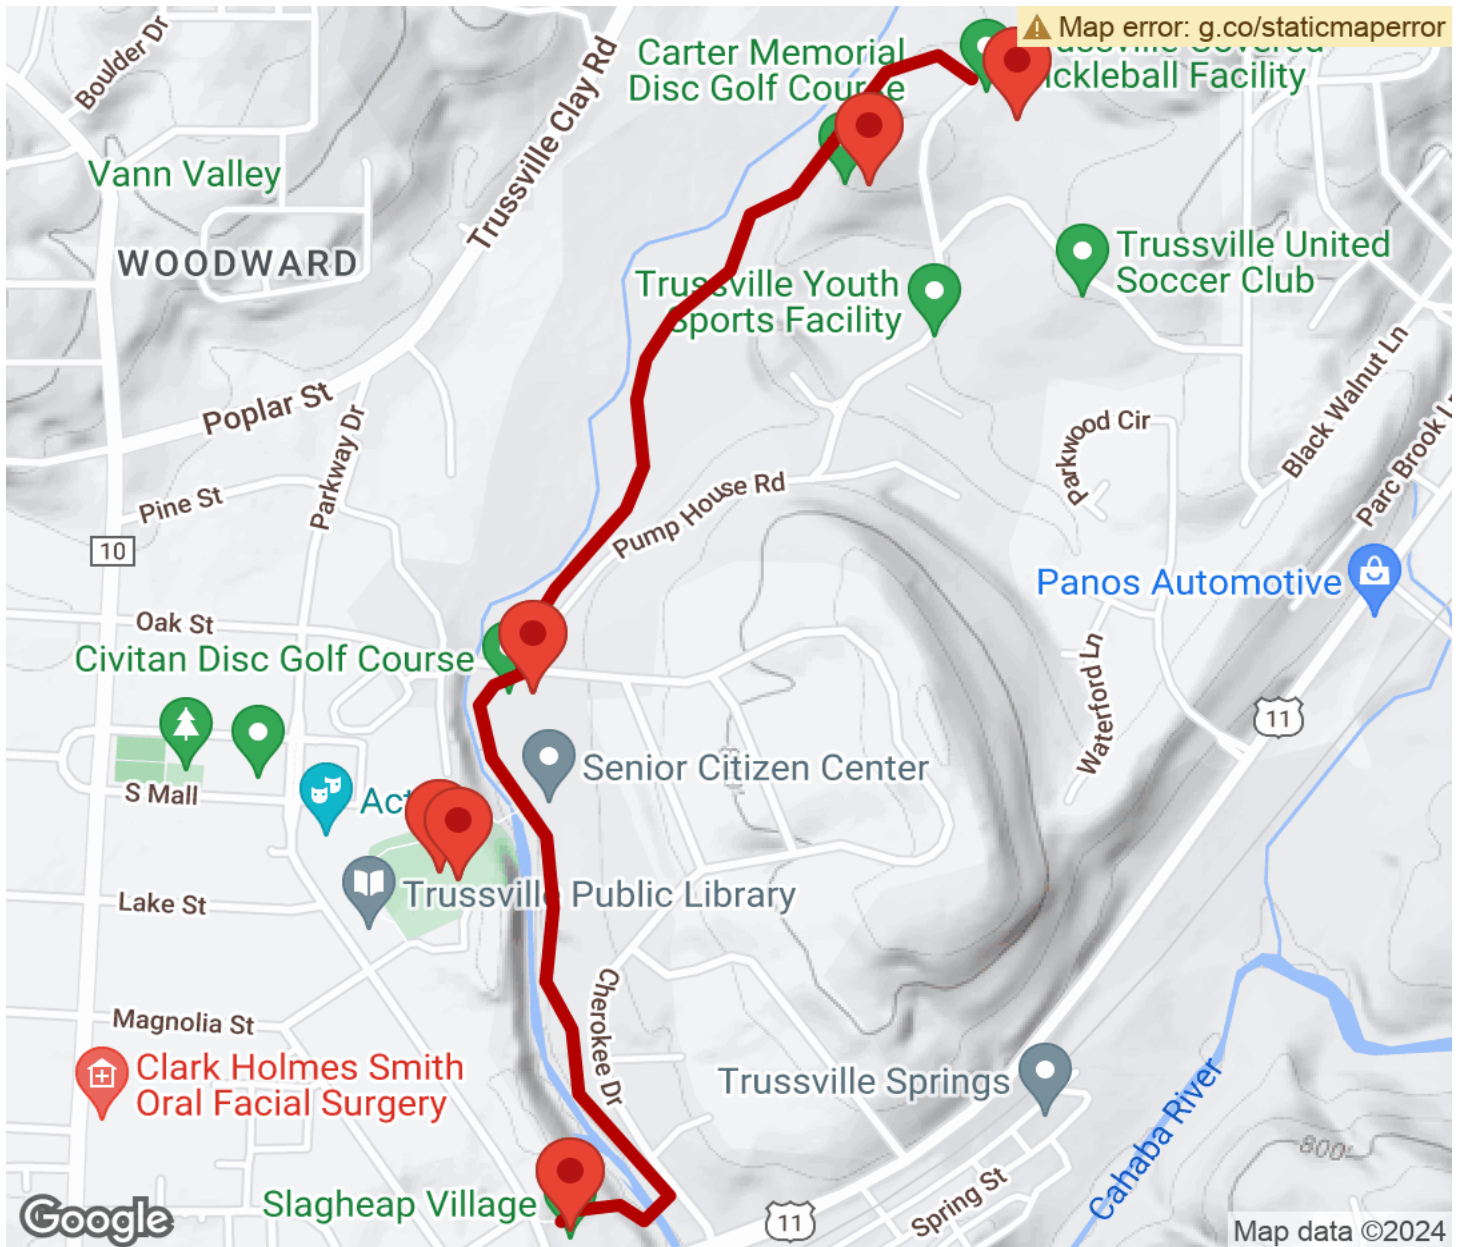 Map error: g.co/staticmaperror
Boulder Dr
Trussville Clay Rd
Carter Memorial
Disc Golf Course
Covered
Facility
Vann Valley
WOODWARD
Trussville United
Soccer Club
Trussville Youth
Sports Facility
Black Walnut Ln
Poplar St
Parkway Dr
Parkwood Cir
Parc Brook
Pine St
Pump House Rd
10
Panos Automotive
Oak St
Civitan Disc Golf Course
Waterford Ln
11
Senior Citizen Center
S Mall
Lake St
Trussville Public Library
Cherokee Dr
Magnolia St
Clark Holmes Smith
Oral Facial Surgery
Trussville Springs
Cahaba River
800
Slagheap Village
Spring St
11
Google
Map data ©2024